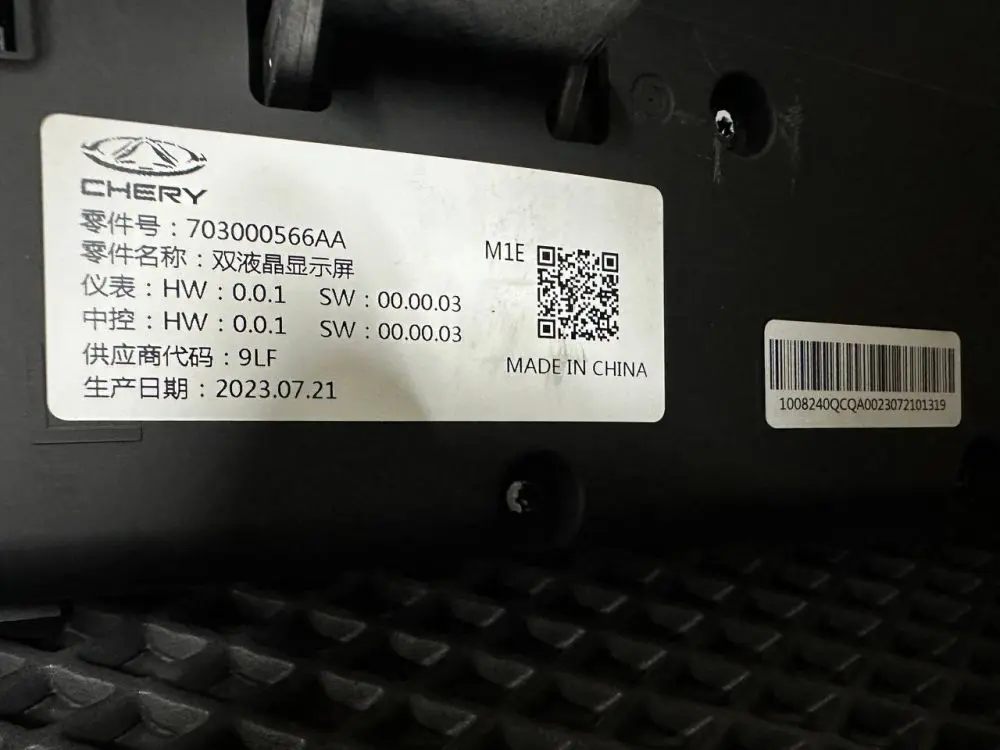 CHERY
零件号：703000566AA
零件名称：双液晶显示屏
仪表：HW：0.0.1 SW：00.00.03
中控：HW：0.0.1 SW：00.00.03
供应商代码：9LF
生产日期：2023.07.21
M1E
MADE IN CHINA
1008240QCQA0023072101319